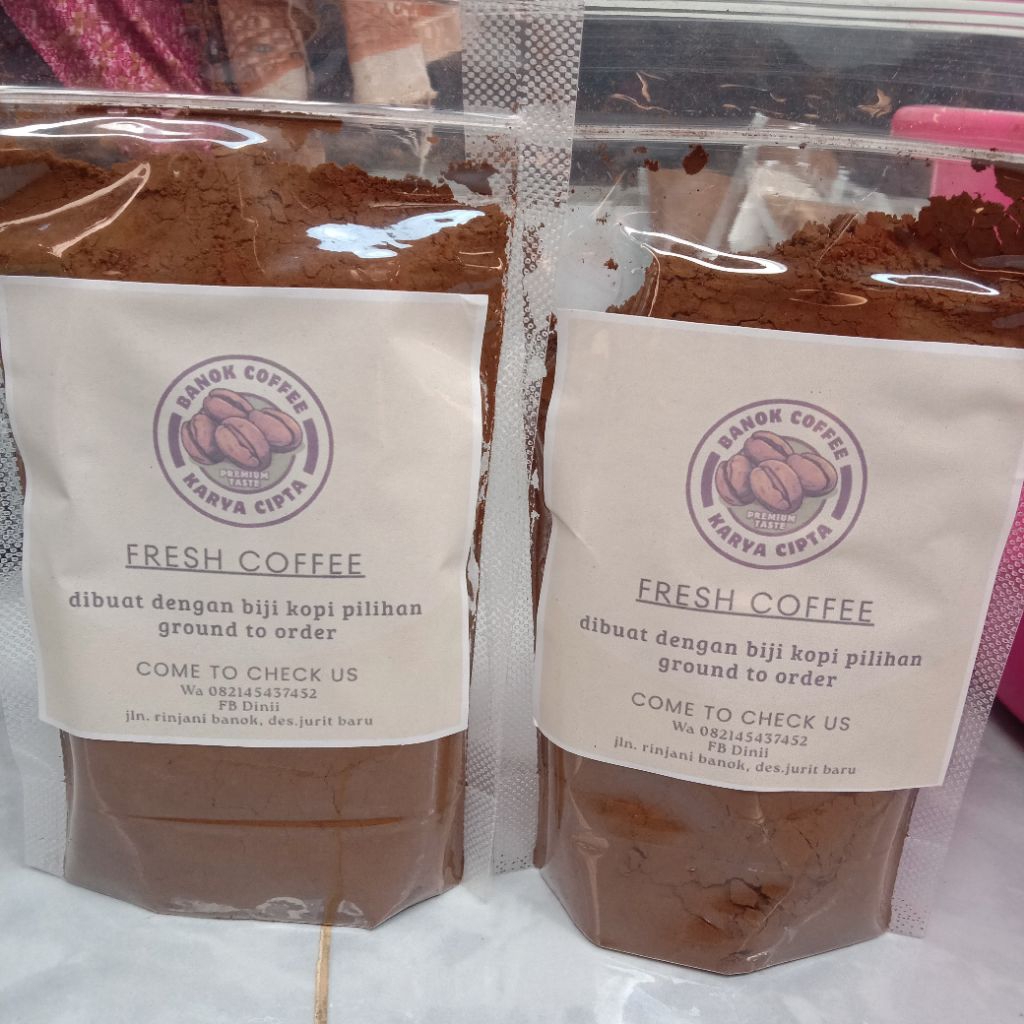 BANOK COFFEE
PREMIUM
TASTE
KARYA CIPTA
FRESH COFFEE
dibuat dengan biji kopi pilihan
ground to order
COME TO CHECK US
Wa 082145437452
FB Dinii
jln. rinjani banok, des.jurit baru
BANOK COFFEE
PREMIUM
TASTE
KARYA CIPTA
FRESH COFFEE
dibuat dengan biji kopi pilihan
ground to order
COME TO CHECK US
Wa 082145437452
FB Dinii
jln. rinjani banok, des.jurit baru